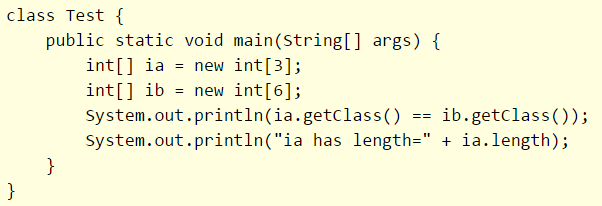 class Test {
    public static void main(String[] args) {
        int[] ia = new int[3];
        int[] ib = new int[6];
        System.out.println(ia.getClass() == ib.getClass());
        System.out.println("ia has length=" + ia.length);
    }
}